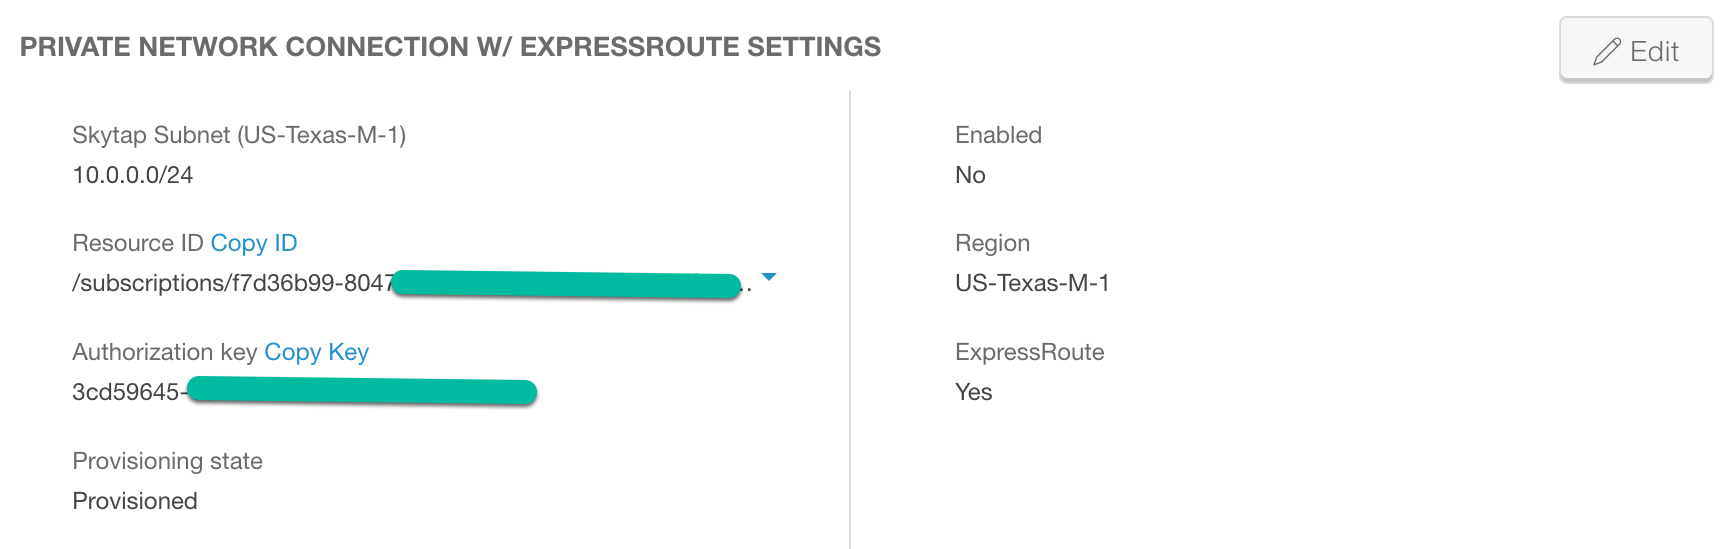 PRIVATE NETWORK CONNECTION W/ EXPRESSROUTE SETTINGS
Edit
Skytap Subnet (US-Texas-M-1)
10.0.0.0/24
Resource ID Copy ID
/subscriptions/f7d36b99-8047
Authorization key Copy Key
3cd59645-
Provisioning state
Provisioned
Enabled
No
Region
US-Texas-M-1
ExpressRoute
Yes